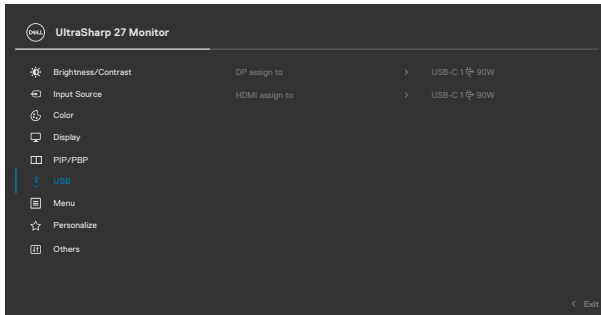 DELL UltraSharp 27 Monitor
Brightness/Contrast DP assign to > USB-C 1 90W
Input Source HDMI assign to > USB-C 1 90W
Color
Display
PIP/PBP
USB
Menu
Personalize
Others
< Exit